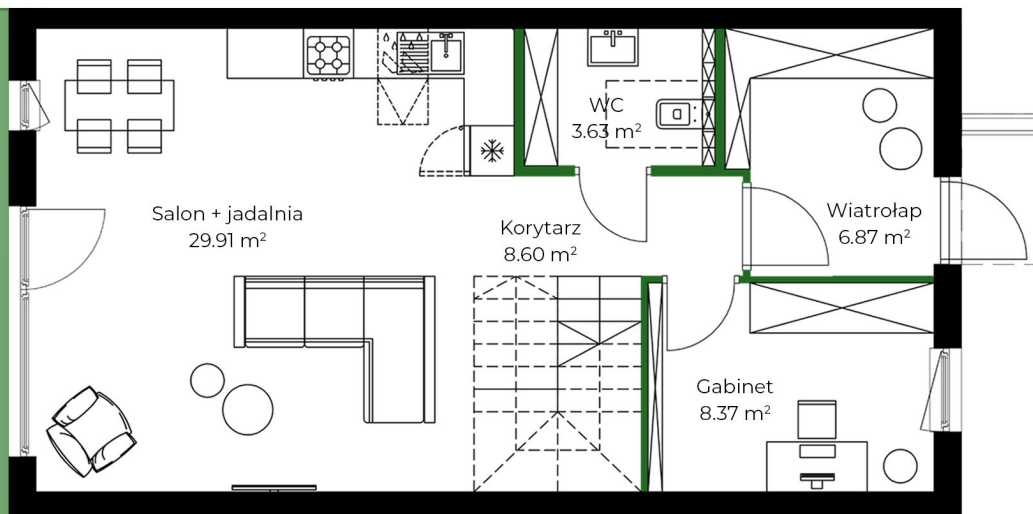 WC
3.63 m²
Salon + jadalnia
29.91 m²
Korytarz
8.60 m²
Wiatrołap
6.87 m²
Gabinet
8.37 m²